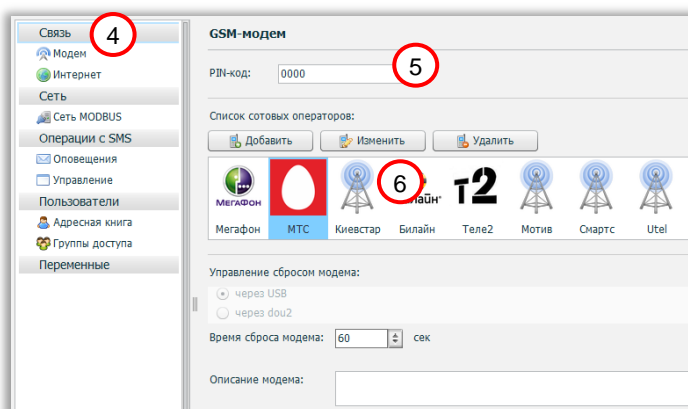 Связь
4
Модем
Интернет
Сеть
Сеть MODBUS
Операции с SMS
Оповещения
Управление
Пользователи
Адресная книга
Группы доступа
Переменные
GSM-модем
PIN-код: 0000
5
Список сотовых операторов:
Добавить Изменить Удалить
МЕГАФОН 6 лайн т2
Мегафон МТС Киевстар Билайн Теле2 Мотив Смартс Utel
Управление сбросом модема:
через USB
через dou2
Время сброса модема: 60 сек
Описание модема: